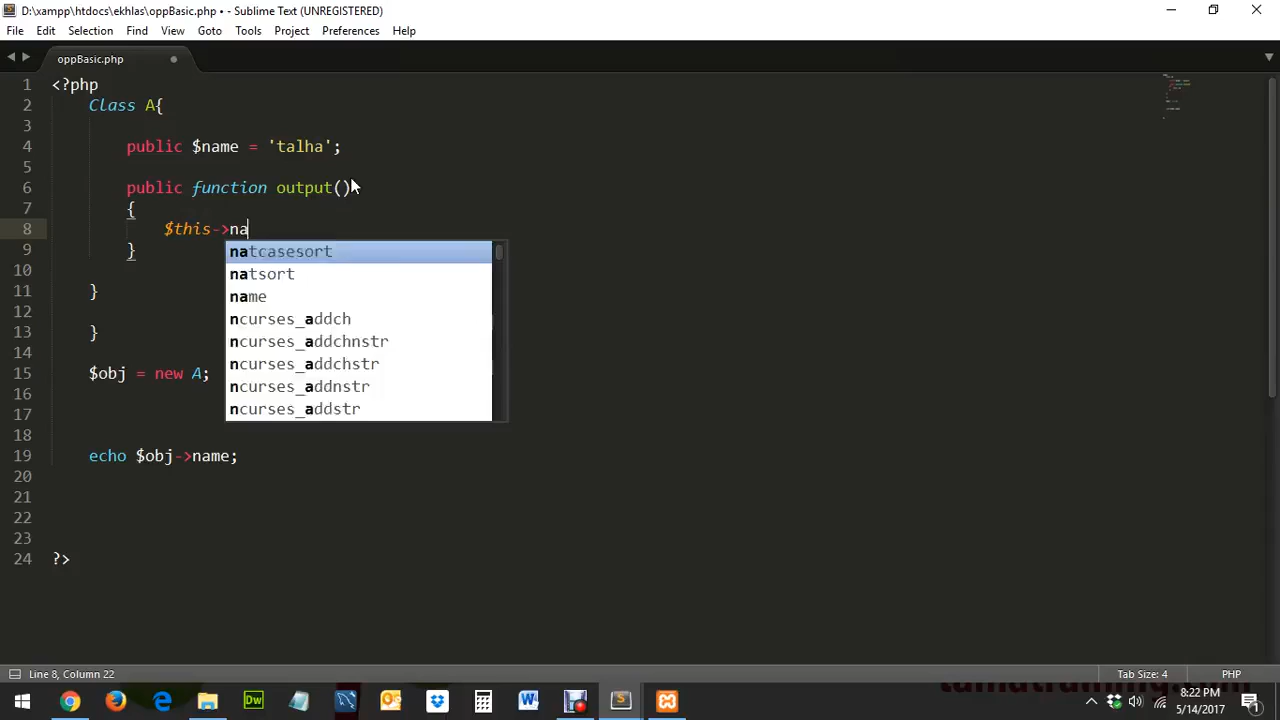 D:\xampp\htdocs\ekhlas\oppBasic.php • - Sublime Text (UNREGISTERED)
File Edit Selection Find View Goto Tools Project Preferences Help
oppBasic.php
1 <?php
2 Class A{
3
4 public $name = 'talha';
5
6 public function output()
7 {
8 $this->na
9 }
natcasesort
natsort
name
ncurses_addch
ncurses_addchnstr
ncurses_addchstr
ncurses_addnstr
ncurses_addstr
10
11 }
12
13 }
14
15 $obj = new A;
16
17
18
19 echo $obj->name;
20
21
22
23
24 ?>
Line 8, Column 22 Tab Size: 4 PHP
8:22 PM
5/14/2017